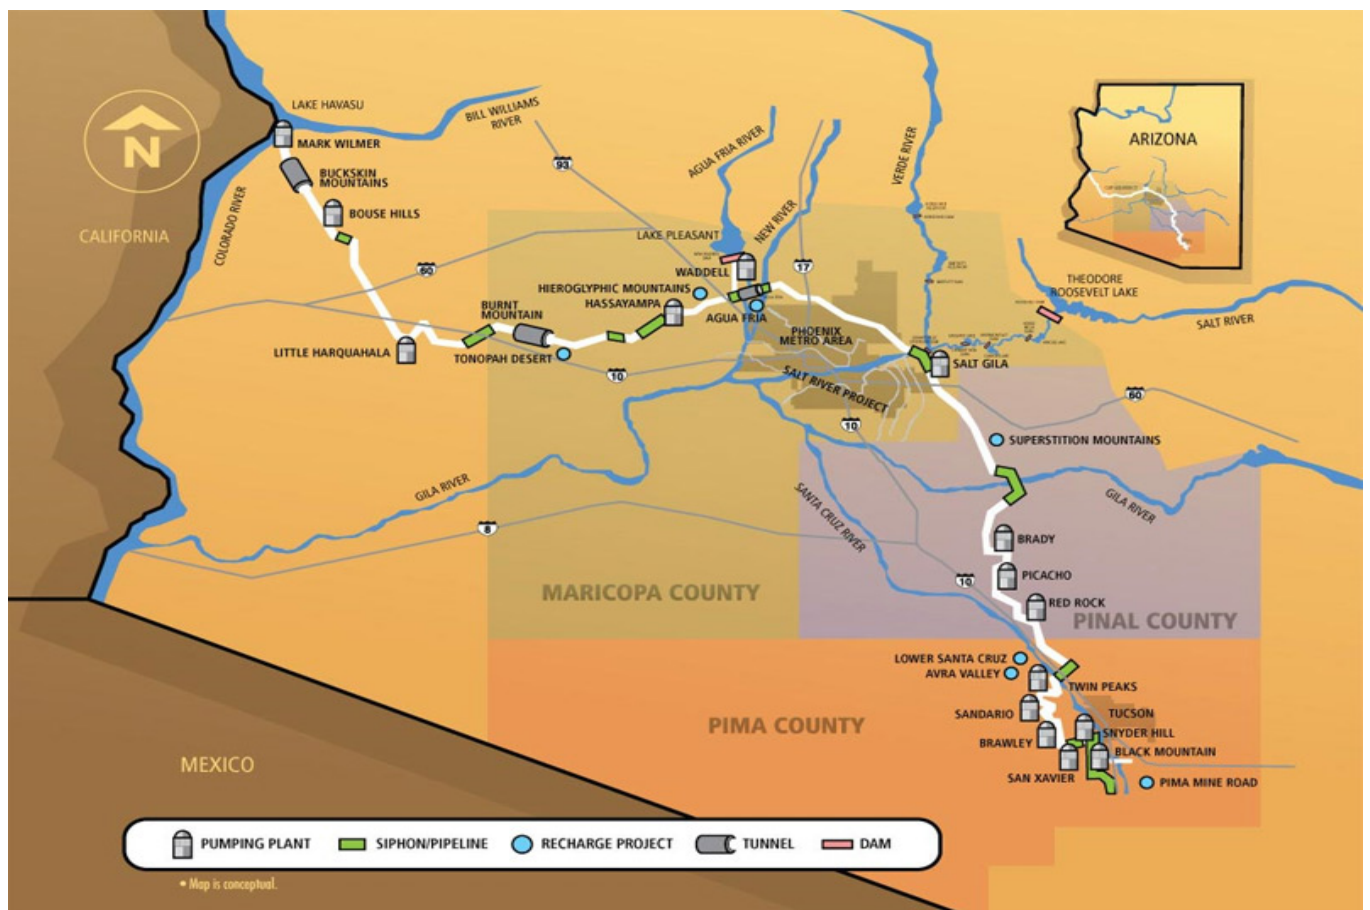 LAKE HAVASU
BILL WILLIAMS
RIVER
MARK WILMER
N
BUCKSKIN
MOUNTAINS
BOUSE HILLS
CALIFORNIA
COLORADO RIVER
93
AGUA FRIA RIVER
VERDE RIVER
NEW RIVER
ARIZONA
LAKE PLEASANT
WADDELL
17
60
THEODORE
ROOSEVELT LAKE
SALT RIVER
HIEROGLYPHIC MOUNTAINS
HASSAYAMPA
BURNT
MOUNTAIN
AGUA FRIA
PHOENIX
METRO AREA
LITTLE HARQUAHALA
TONOPAH DESERT
10
SALT GILA
SALT RIVER PROJECT
60
10
SUPERSTITION MOUNTAINS
GILA RIVER
SANTA CRUZ RIVER
GILA RIVER
8
BRADY
10
PICACHO
MARICOPA COUNTY
RED ROCK
PINAL COUNTY
LOWER SANTA CRUZ
AVRA VALLEY
TWIN PEAKS
SANDARIO
TUCSON
PIMA COUNTY
SNYDER HILL
BRAWLEY
BLACK MOUNTAIN
MEXICO
SAN XAVIER
PIMA MINE ROAD
PUMPING PLANT
SIPHON/PIPELINE
RECHARGE PROJECT
TUNNEL
DAM
• Map is conceptual.